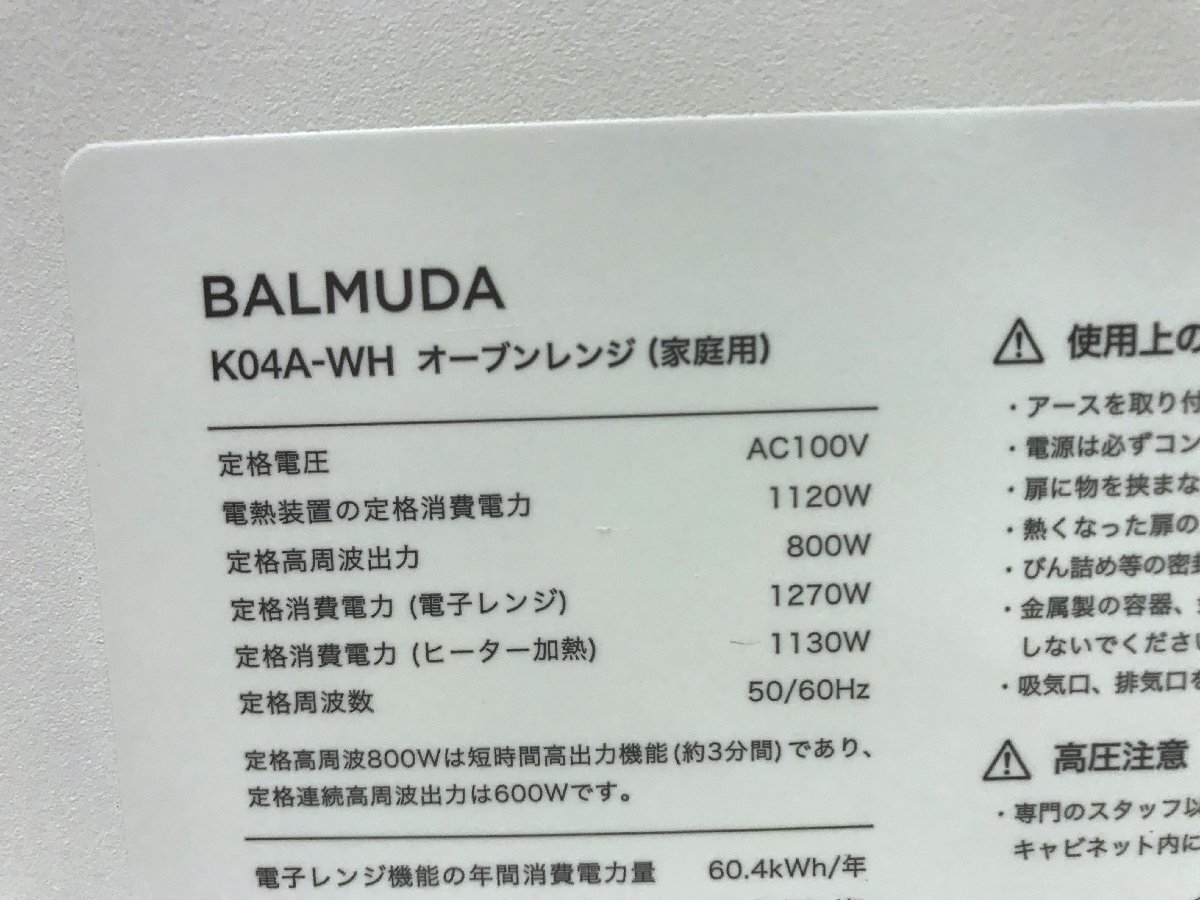 BALMUDA
K04A-WH オーブンレンジ (家庭用)
定格電圧 AC100V
電熱装置の定格消費電力 1120W
定格高周波出力 800W
定格消費電力 (電子レンジ) 1270W
定格消費電力 (ヒーター加熱) 1130W
定格周波数 50/60Hz
定格高周波800Wは短時間高出力機能 (約3分間) であり、
定格連続高周波出力は600Wです。
電子レンジ機能の年間消費電力量 60.4kWh/年
使用上の
・アースを取り付
・電源は必ずコン
・扉に物を挟まな
・熱くなった扉の
・びん詰め等の密封
・金属製の容器、
しないでください
・吸気口、排気口を
高圧注意
・専門のスタッフ以
キャビネット内に